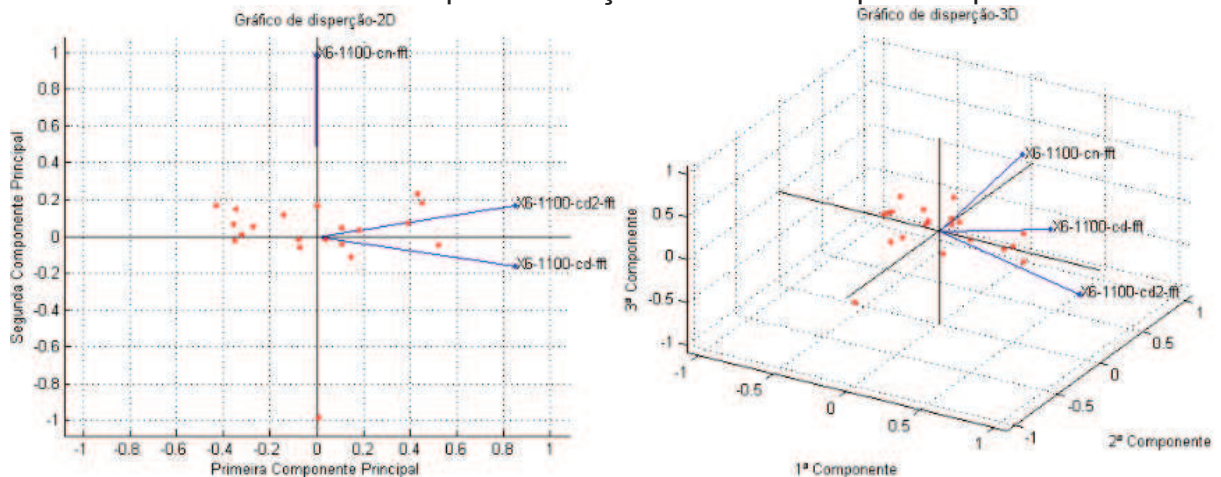 Gráfico de disperção-2D
X6-1100-cn-fft
X6-1100-cd2-fft
X6-1100-cd-fft
1
0.8
0.6
0.4
0.2
0
-0.2
-0.4
-0.6
-0.8
-1
-1
-0.8
-0.6
-0.4
-0.2
0
0.2
0.4
0.6
0.8
1
Segunda Componente Principal
Primeira Componente Principal
Gráfico de disperção-3D
X6-1100-cn-fft
X6-1100-cd-fft
X6-1100-cd2-fft
1
0.5
0
-0.5
-1
-1
-0.5
0
0.5
1
-1
-0.5
0
0.5
1
3ª Componente
1ª Componente
2ª Componente